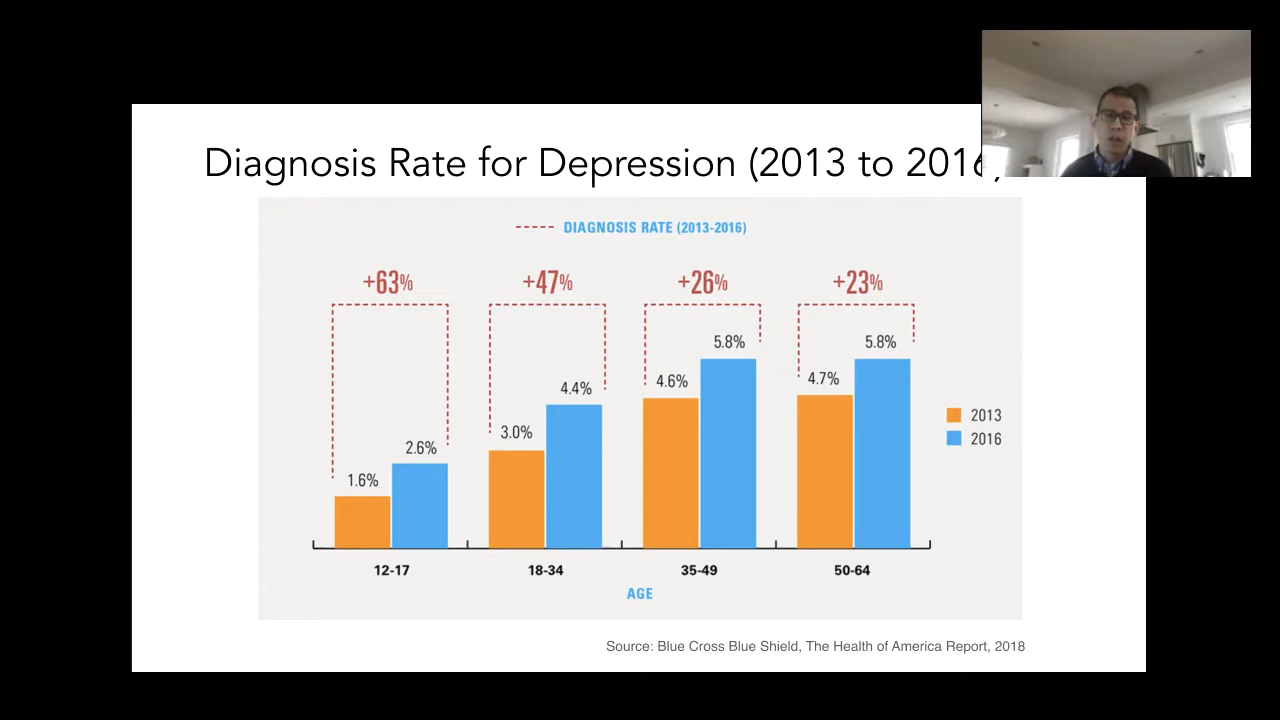 Diagnosis Rate for Depression (2013 to 2016)
DIAGNOSIS RATE (2013-2016)
+63% +47% +26% +23%
5.8% 5.8%
4.6% 4.7%
4.4%
3.0%
2.6%
1.6%
2013
2016
12-17 18-34 35-49 50-64
AGE
Source: Blue Cross Blue Shield, The Health of America Report, 2018